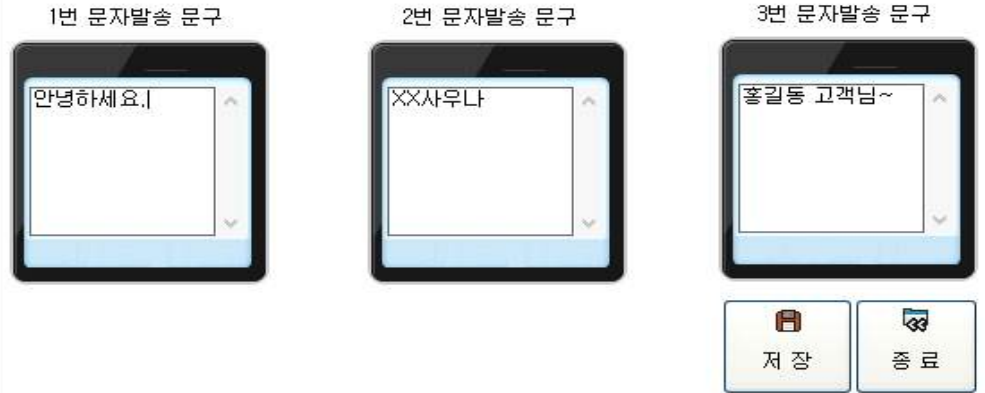 1번 문자발송 문구
2번 문자발송 문구
3번 문자발송 문구
안녕하세요.
XX사우나
홍길동 고객님~
저 장
종 료